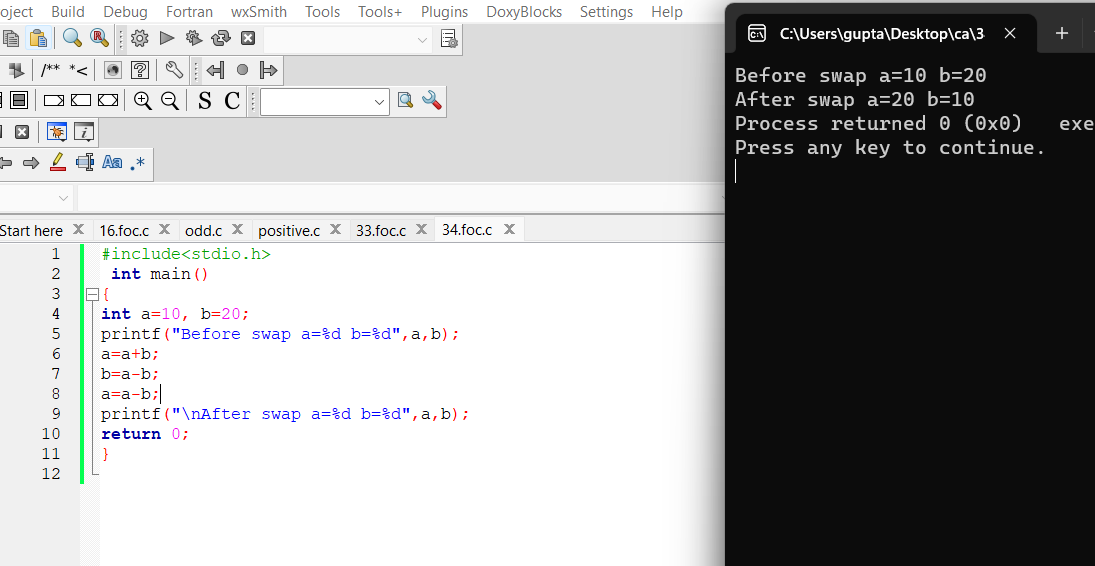 oject Build Debug Fortran wxSmith Tools Tools+ Plugins DoxyBlocks Settings Help
/** *<
S C
Aa .*
Start here 16.foc.c odd.c positive.c 33.foc.c 34.foc.c
1 #include<stdio.h>
2 int main()
3 {
4 int a=10, b=20;
5 printf("Before swap a=%d b=%d",a,b);
6 a=a+b;
7 b=a-b;
8 a=a-b;
9 printf("\nAfter swap a=%d b=%d",a,b);
10 return 0;
11 }
12
C:\Users\gupta\Desktop\ca\3
Before swap a=10 b=20
After swap a=20 b=10
Process returned 0 (0x0) exe
Press any key to continue.